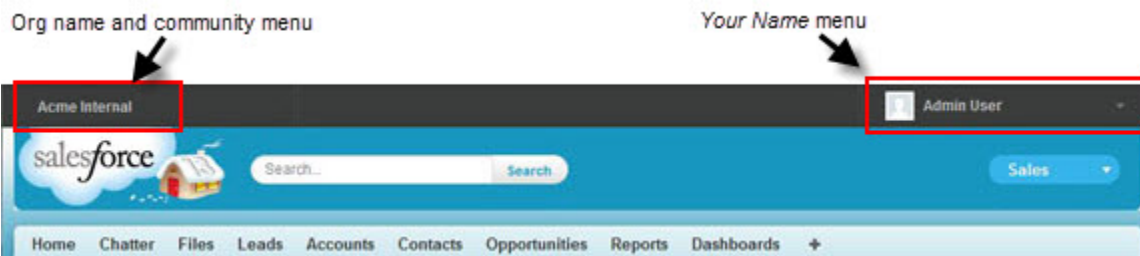 Org name and community menu
Your Name menu
Acme Internal
Admin User
salesforce
Search...
Search
Sales
Home Chatter Files Leads Accounts Contacts Opportunities Reports Dashboards +